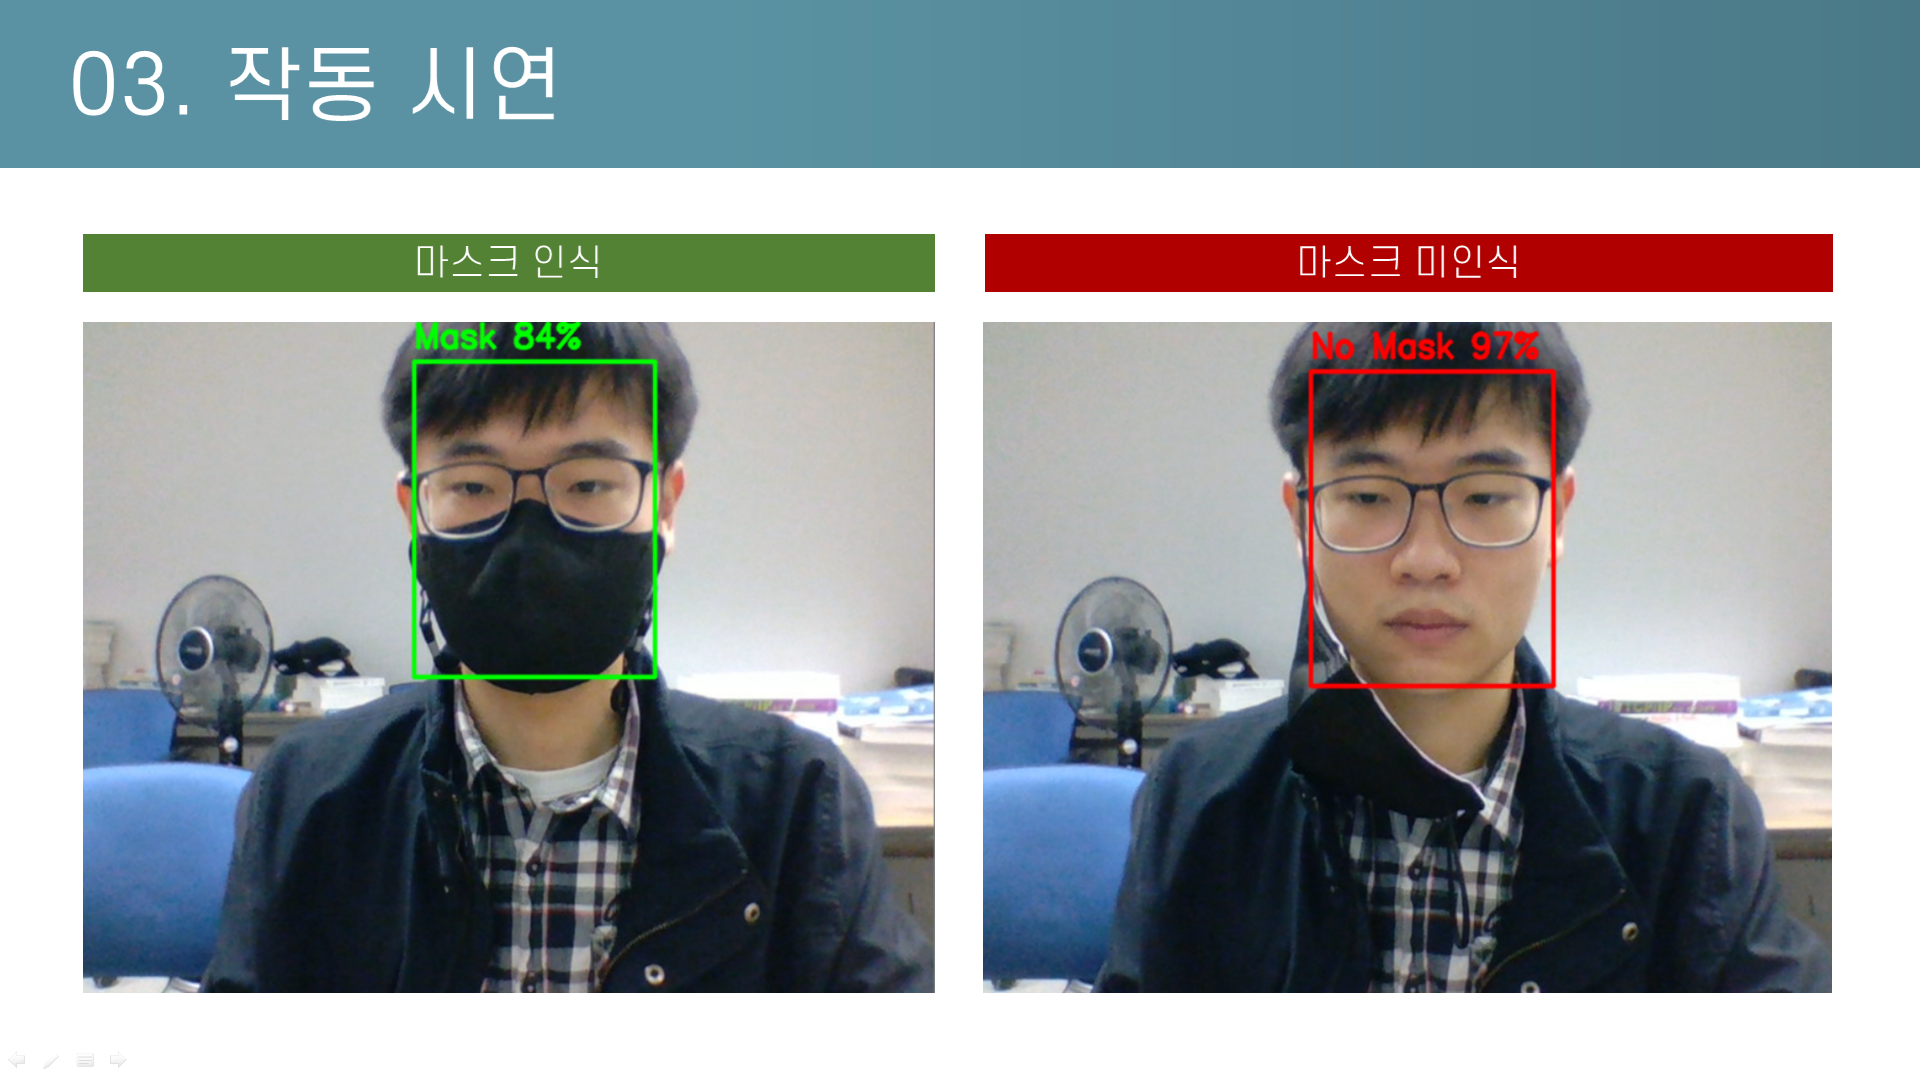 03. 작동 시연
마스크 인식
마스크 미인식
Mask 84%
No Mask 97%